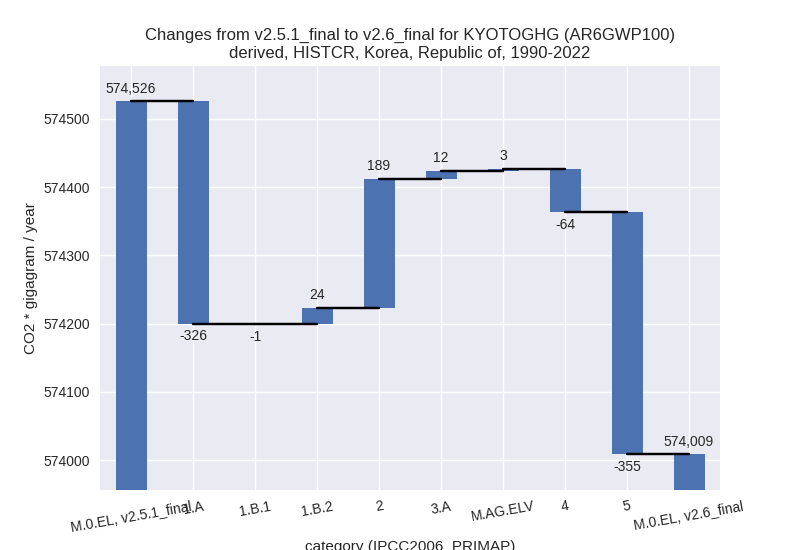 Changes from v2.5.1_final to v2.6_final for KYOTOGHG (AR6GWP100)
derived, HISTCR, Korea, Republic of, 1990-2022
CO2 * gigagram / year
574500
574400
574300
574200
574100
574000
574,526
-326
-1
24
189
12
3
-64
-355
574,009
M.0.EL, v2.5.1_final
1.A
1.B.1
1.B.2
2
3.A
M.AG.ELV
4
5
M.0.EL, v2.6_final
category (IPCC2006_PRIMAP)